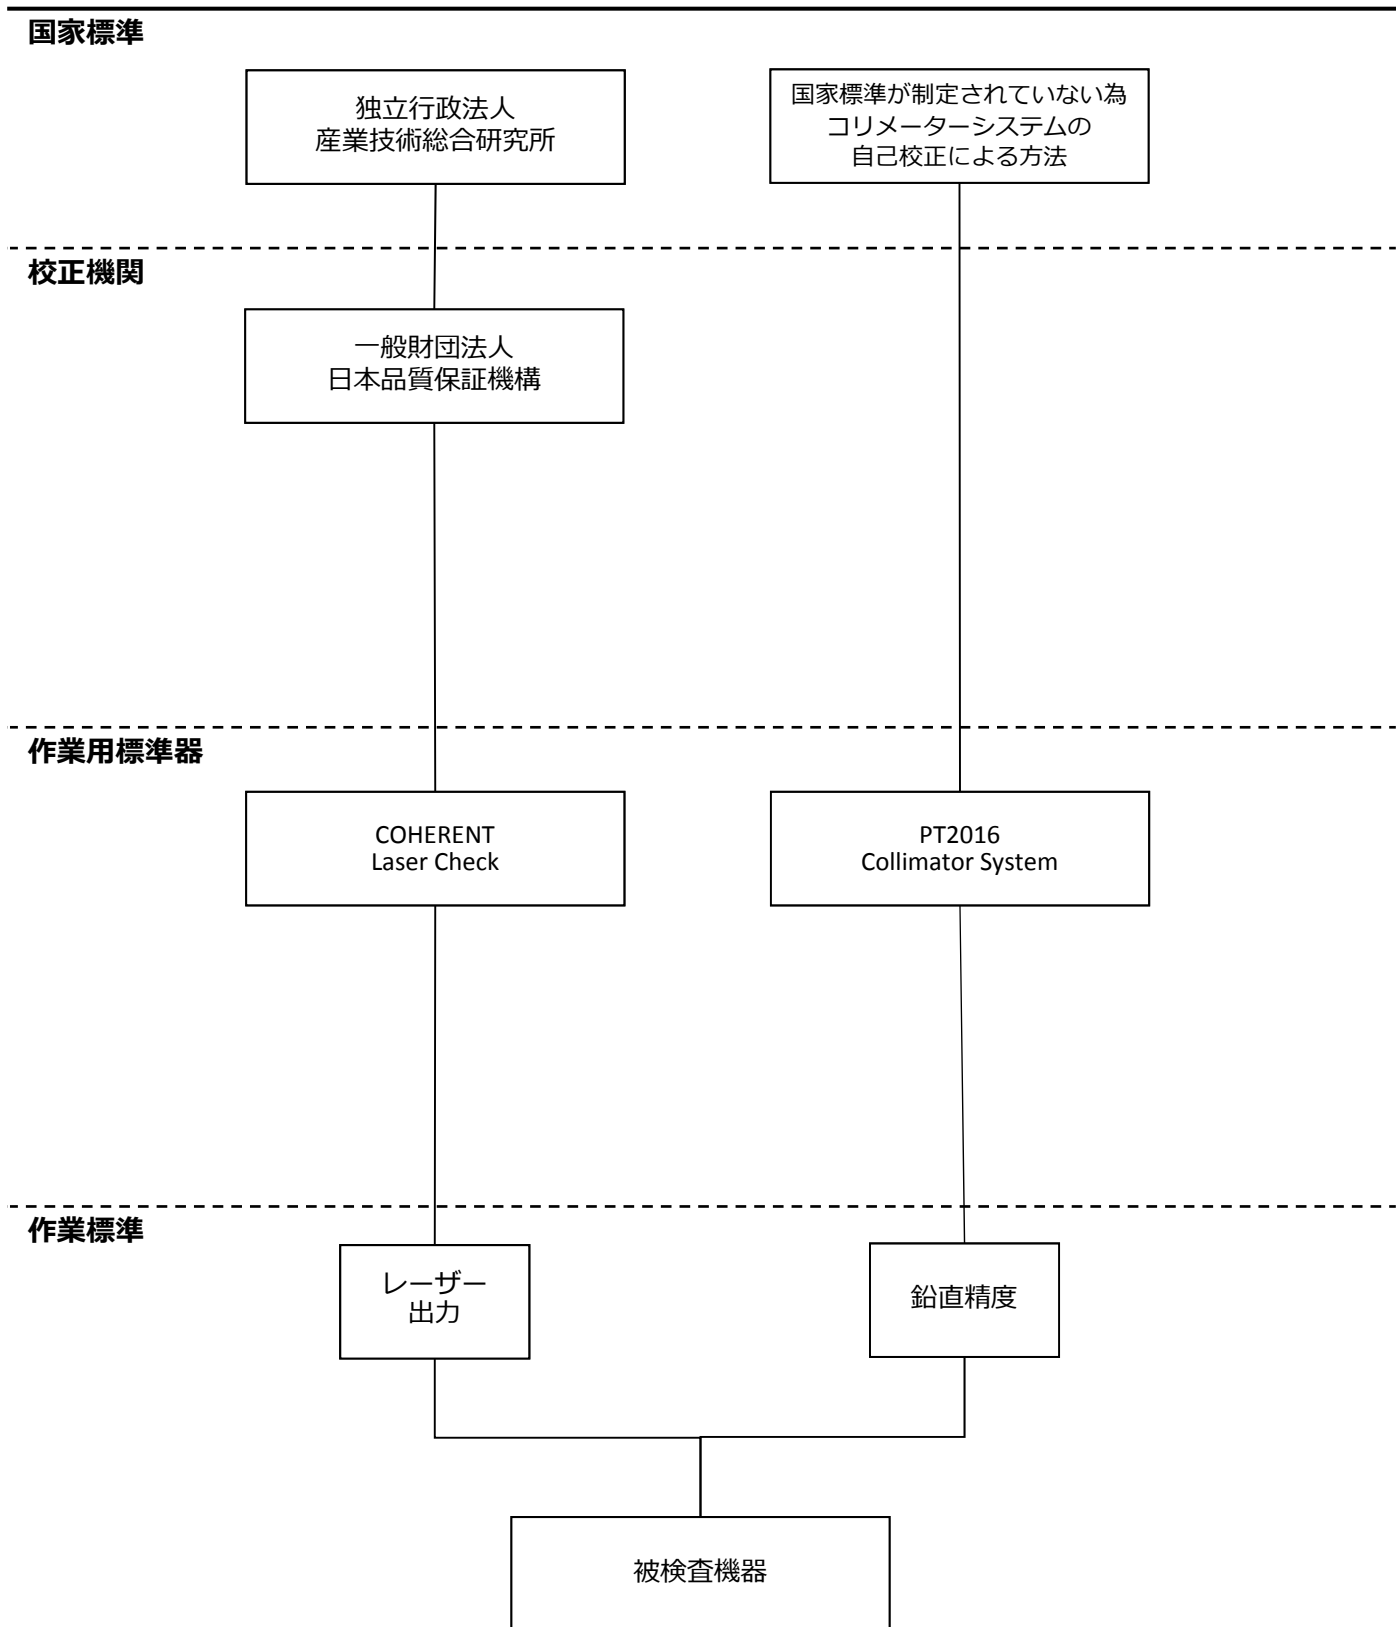 国家標準
独立行政法人
産業技術総合研究所
国家標準が制定されていない為
コリメーターシステムの
自己校正による方法
校正機関
一般財団法人
日本品質保証機構
作業用標準器
COHERENT
Laser Check
PT2016
Collimator System
作業標準
レーザー
出力
鉛直精度
被検査機器